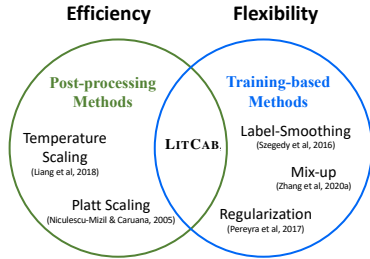 Efficiency
Flexibility
Post-processing
Methods
Training-based
Methods
Temperature
Scaling
(Liang et al, 2018)
Platt Scaling
(Niculescu-Mizil & Caruana, 2005)
LITCAB.
Label-Smoothing
(Szegedy et al, 2016)
Mix-up
(Zhang et al, 2020a)
Regularization
(Pereyra et al, 2017)